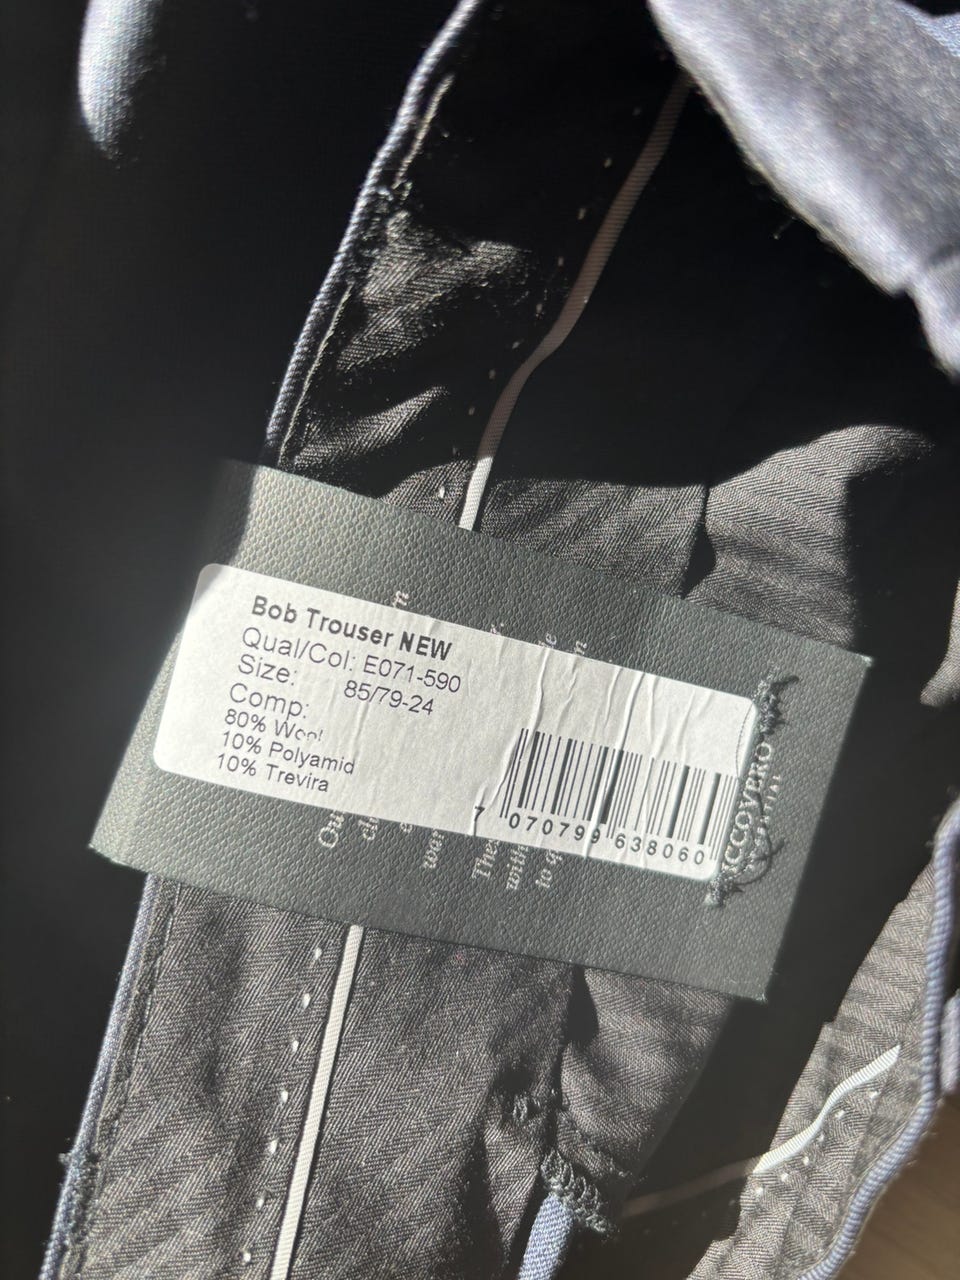 Bob Trouser NEW
Qual/Col: E071-590
Size: 85/79-24
Comp:
80% Wool
10% Polyamid
10% Trevira
7 070799 638060